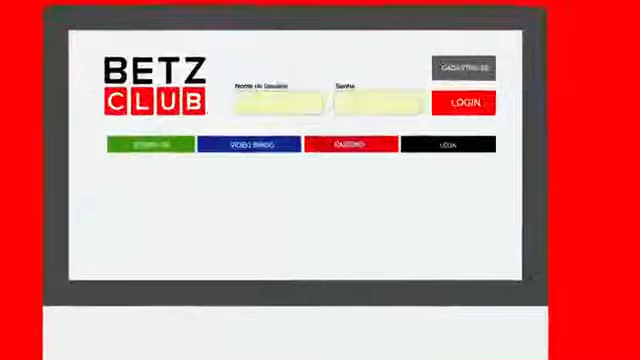 BETZ
CLUB
Nome de Usuário
Senha
CADASTRE-SE
LOGIN
VIDEO BINGO
CASSINO
LOJA